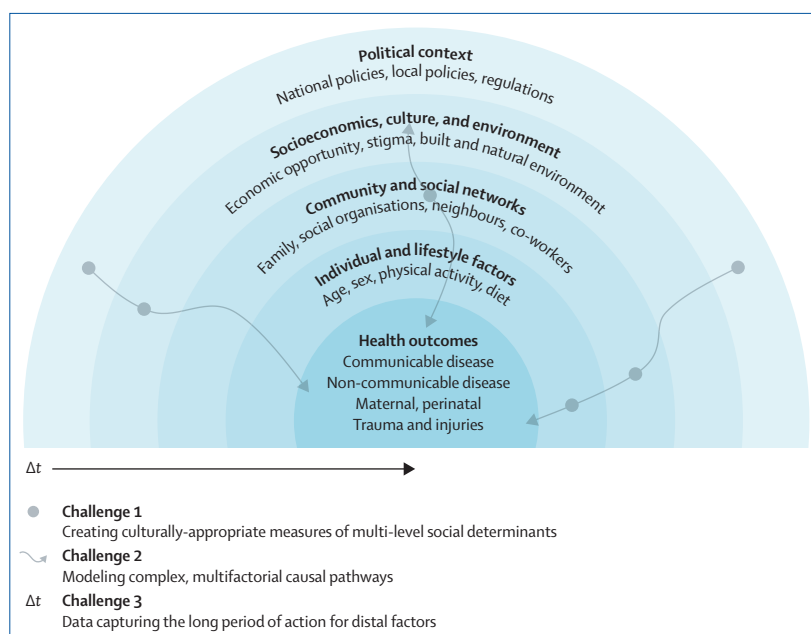 Political context
National policies, local policies, regulations
Socioeconomics, culture, and environment
Economic opportunity, stigma, built and natural environment
Community and social networks
Family, social organisations, neighbours, co-workers
Individual and lifestyle factors
Age, sex, physical activity, diet
Health outcomes
Communicable disease
Non-communicable disease
Maternal, perinatal
Trauma and injuries
Δt
Challenge 1
Creating culturally-appropriate measures of multi-level social determinants
Challenge 2
Modeling complex, multifactorial causal pathways
Δt Challenge 3
Data capturing the long period of action for distal factors